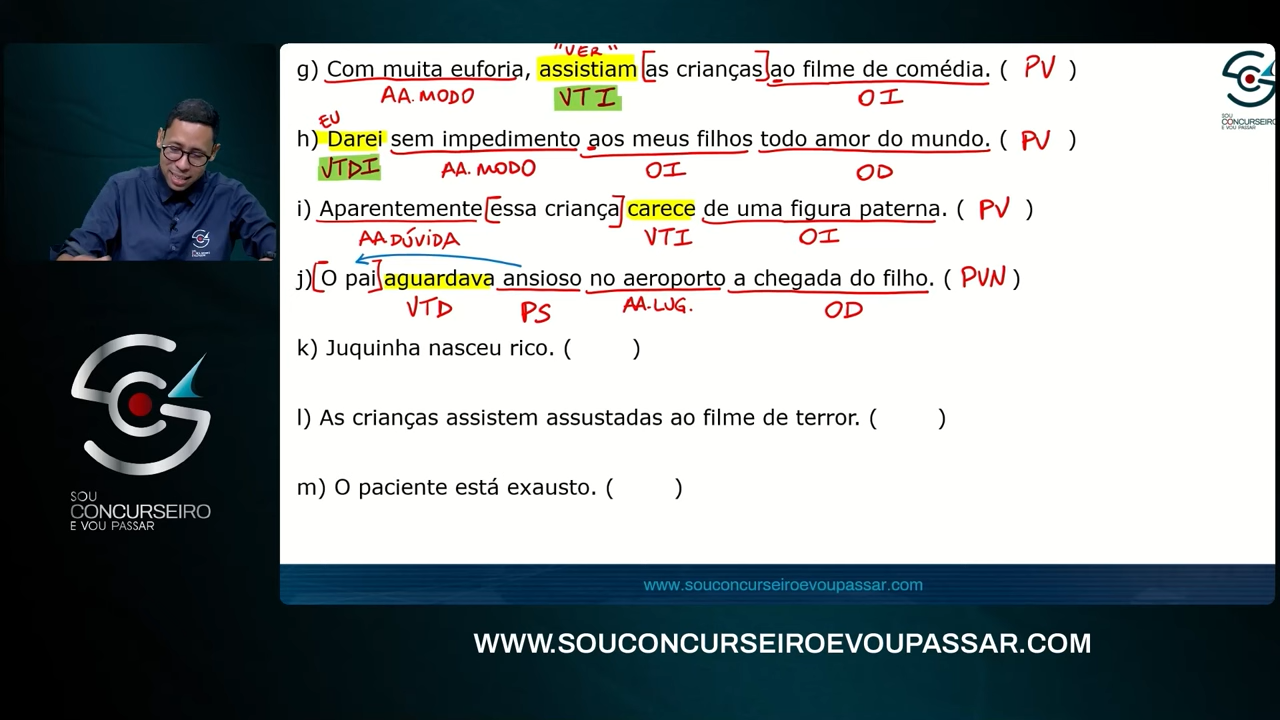 "VER"
g) Com muita euforia, assistiam [as crianças] ao filme de comédia. ( PV )
AA. MODO VTI OI
EU
h) Darei sem impedimento aos meus filhos todo amor do mundo. ( PV )
VTDI AA. MODO OI OD
i) Aparentemente [essa criança] carece de uma figura paterna. ( PV )
AA DÚVIDA VTI OI
j) [O pai] aguardava ansioso no aeroporto a chegada do filho. ( PVN )
VTD PS AA. LUG. OD
k) Juquinha nasceu rico. ( )
l) As crianças assistem assustadas ao filme de terror. ( )
m) O paciente está exausto. ( )
SOU
CONCURSEIRO
E VOU PASSAR
SOU
CONCURSEIRO
www.souconcurseiroevoupassar.com
WWW.SOUCONCURSEIROEVOUPASSAR.COM